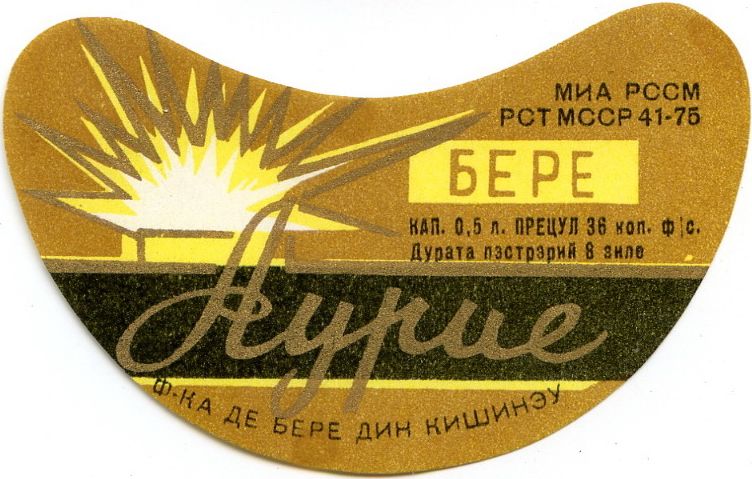 МИА РССМ
РСТ МССР 41-75
БЕРЕ
КАП. 0,5 л. ПРЕЦУЛ 36 коп. ф|с.
Дурата пэстрэрий 8 зиле
Аурие
Ф-КА ДЕ БЕРЕ ДИН КИШИНЭУ